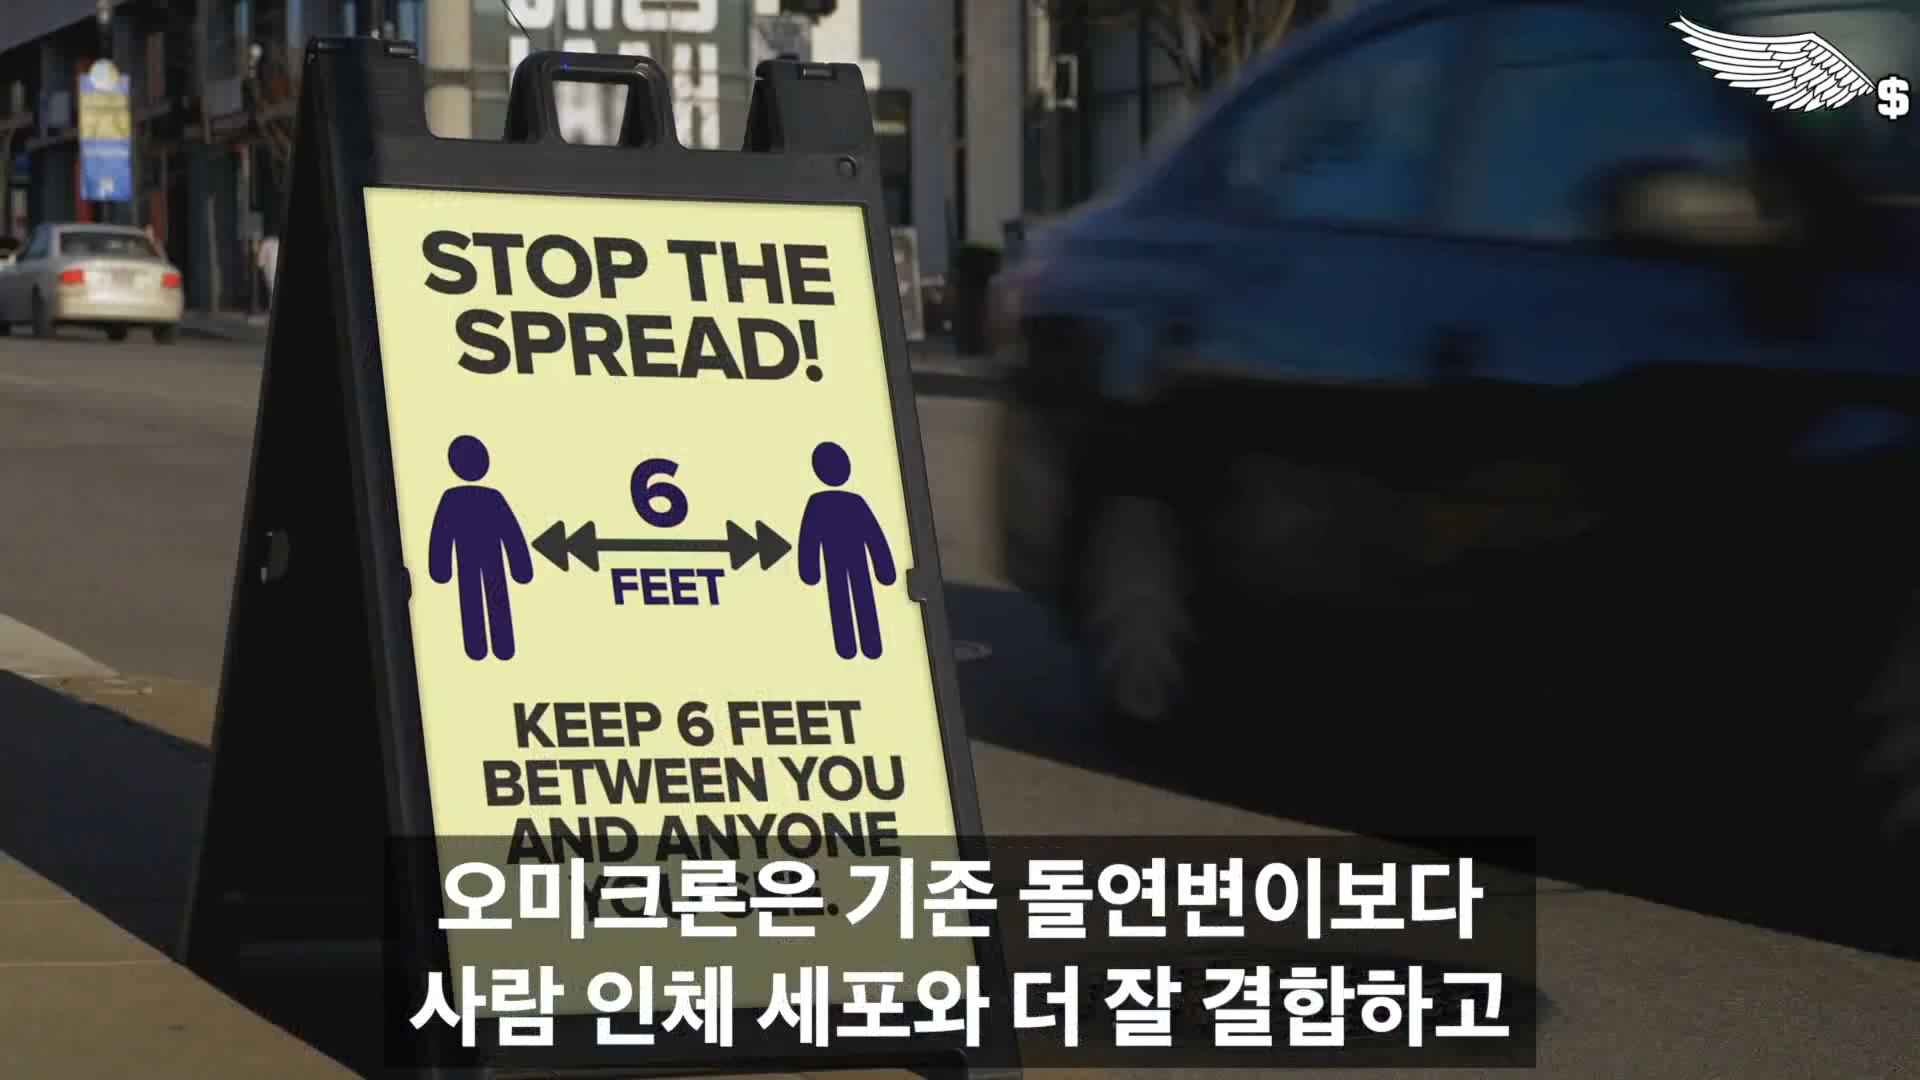 $
STOP THE
SPREAD!
6
FEET
KEEP 6 FEET
BETWEEN YOU
AND ANYONE
YOU SEE.
오미크론은 기존 돌연변이보다
사람 인체 세포와 더 잘 결합하고